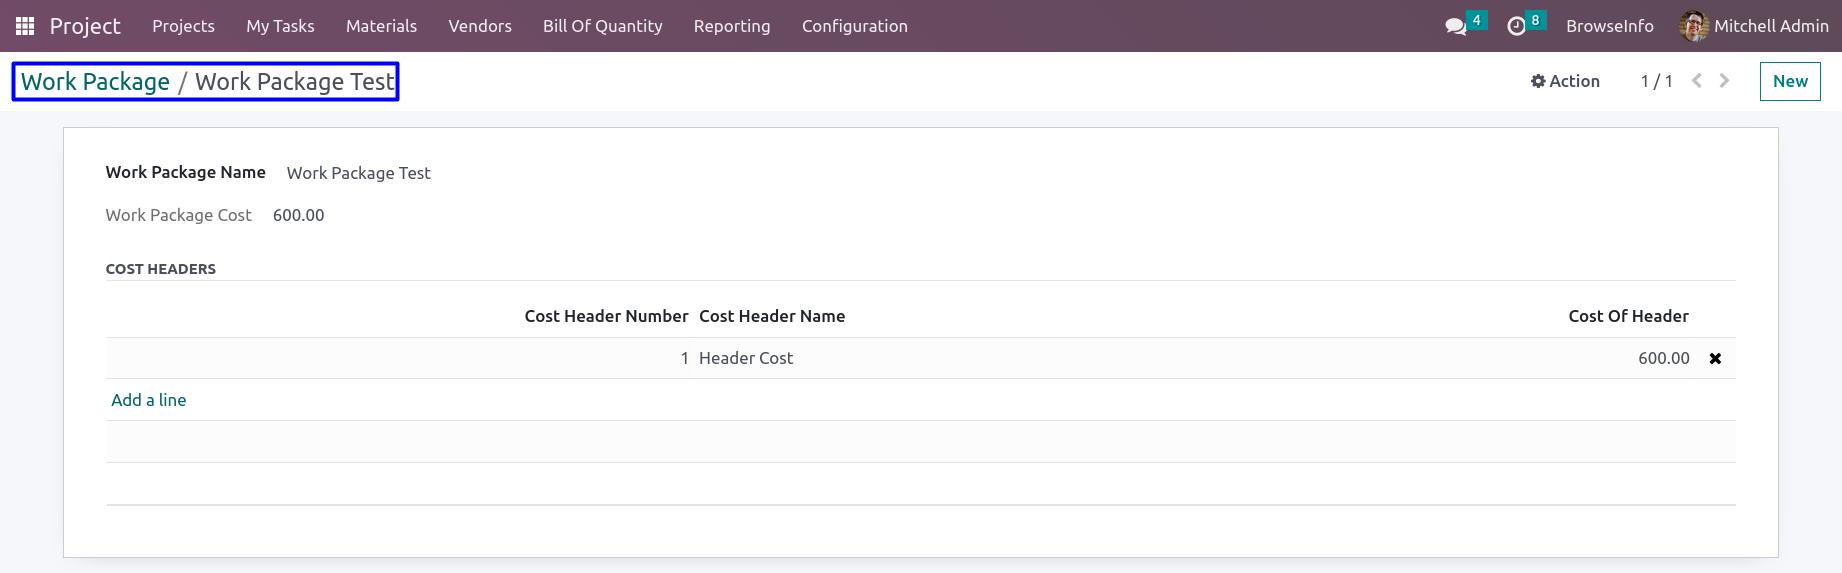 Project Projects My Tasks Materials Vendors Bill Of Quantity Reporting Configuration 4 8 BrowseInfo Mitchell Admin
Work Package / Work Package Test Action 1 / 1 New
Work Package Name Work Package Test
Work Package Cost 600.00
COST HEADERS
Cost Header Number Cost Header Name Cost Of Header
1 Header Cost 600.00
Add a line